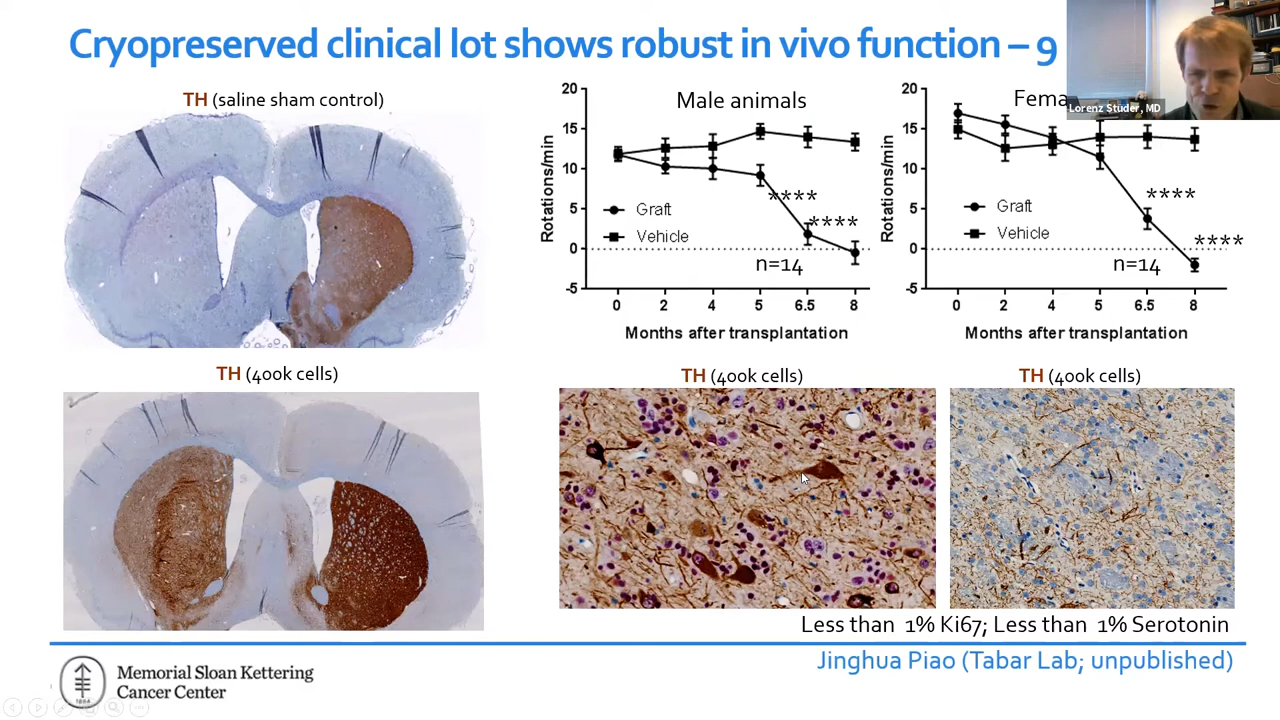 Cryopreserved clinical lot shows robust in vivo function – 9
Lorenz Studer, MD
TH (saline sham control)
Male animals
Rotations/min
20
15
10
5
0
-5
Graft
Vehicle
****
****
n=14
0 2 4 5 6.5 8
Months after transplantation
Fema
Rotations/min
20
15
10
5
0
-5
Graft
Vehicle
****
****
n=14
0 2 4 5 6.5 8
Months after transplantation
TH (400k cells)
TH (400k cells)
TH (400k cells)
Less than 1% Ki67; Less than 1% Serotonin
Jinghua Piao (Tabar Lab; unpublished)
Memorial Sloan Kettering
Cancer Center
1884